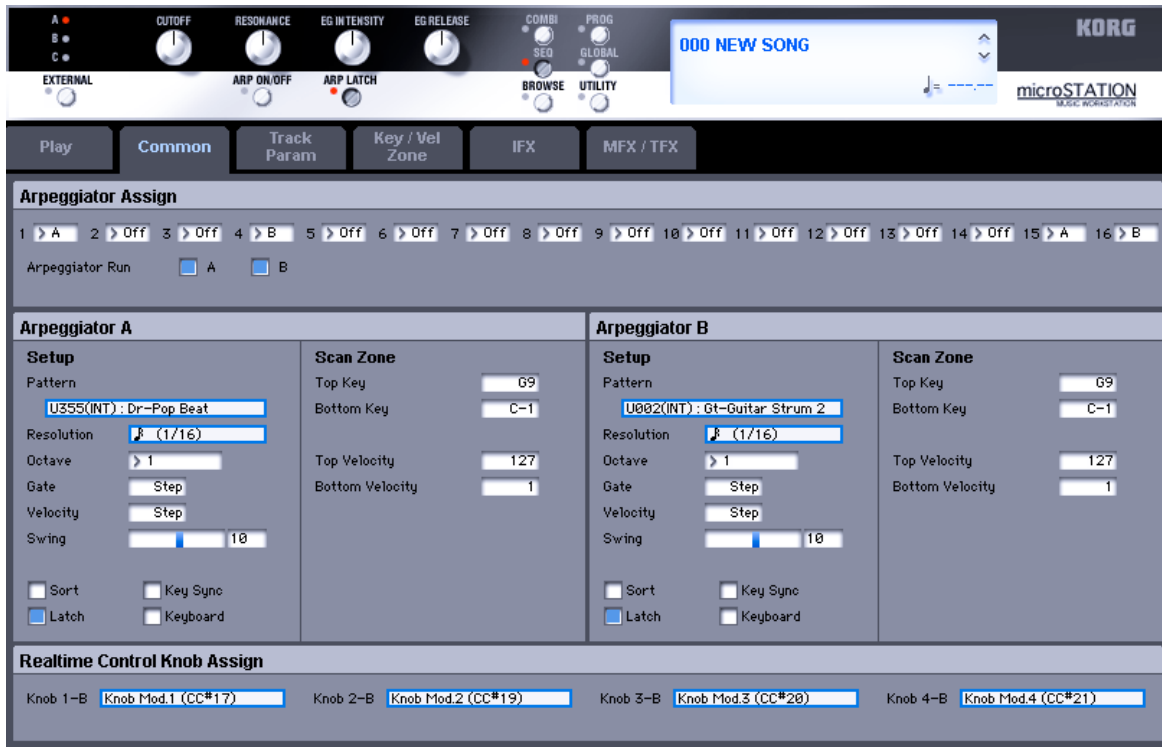 A CUTOFF RESONANCE EG INTENSITY EG RELEASE COMBI PROG KORG
B
C SEQ GLOBAL 000 NEW SONG
EXTERNAL ARP ON/OFF ARP LATCH BROWSE UTILITY ♩= ---.-- microSTATION
MUSIC WORKSTATION
Play Common Track Param Key / Vel Zone IFX MFX / TFX
Arpeggiator Assign
1 > A 2 > Off 3 > Off 4 > B 5 > Off 6 > Off 7 > Off 8 > Off 9 > Off 10 > Off 11 > Off 12 > Off 13 > Off 14 > Off 15 > A 16 > B
Arpeggiator Run A B
Arpeggiator A
Setup
Pattern
U355(INT) : Dr-Pop Beat
Resolution (1/16)
Octave > 1
Gate Step
Velocity Step
Swing 10
Sort Key Sync
Latch Keyboard
Scan Zone
Top Key G9
Bottom Key C-1
Top Velocity 127
Bottom Velocity 1
Arpeggiator B
Setup
Pattern
U002(INT) : Gt-Guitar Strum 2
Resolution (1/16)
Octave > 1
Gate Step
Velocity Step
Swing 10
Sort Key Sync
Latch Keyboard
Scan Zone
Top Key G9
Bottom Key C-1
Top Velocity 127
Bottom Velocity 1
Realtime Control Knob Assign
Knob 1-B Knob Mod.1 (CC#17) Knob 2-B Knob Mod.2 (CC#19) Knob 3-B Knob Mod.3 (CC#20) Knob 4-B Knob Mod.4 (CC#21)